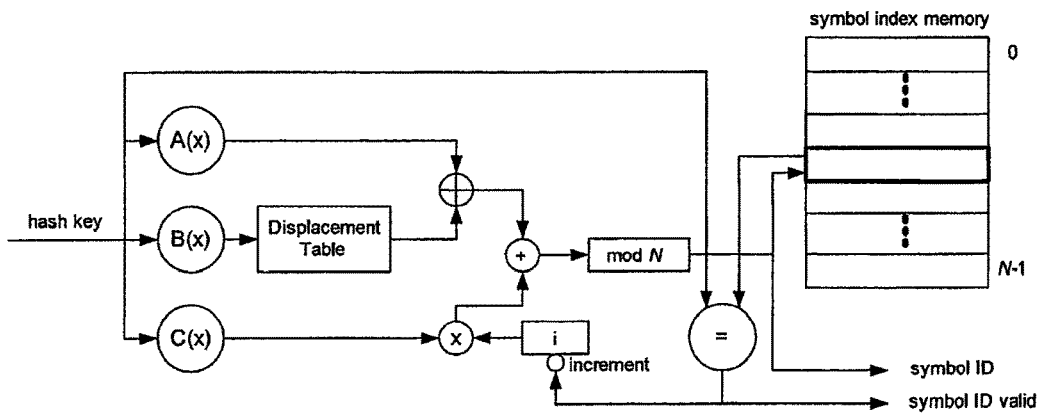 symbol index memory
0
A(x)
hash key
B(x)
Displacement
Table
+
mod N
N-1
C(x)
x
i
=
increment
symbol ID
symbol ID valid